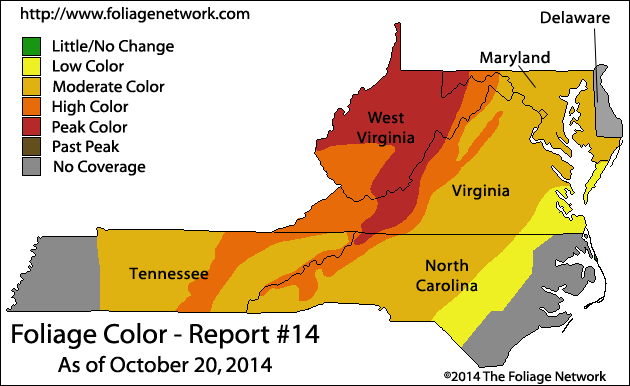 http://www.foliagenetwork.com
Little/No Change
Low Color
Moderate Color
High Color
Peak Color
Past Peak
No Coverage
Delaware
Maryland
West
Virginia
Virginia
Tennessee
North
Carolina
Foliage Color - Report #14
As of October 20, 2014
©2014 The Foliage Network